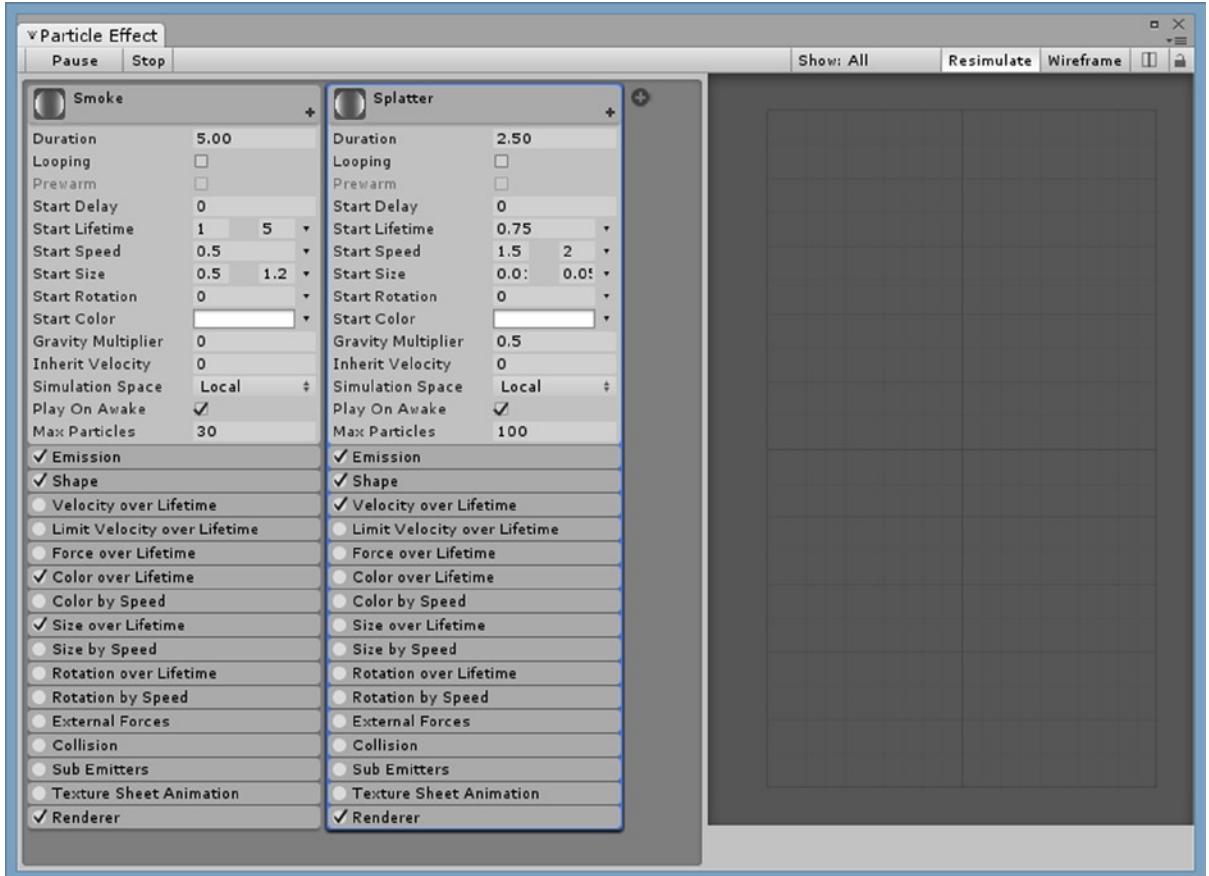 Particle Effect
Pause Stop Show: All Resimulate Wireframe
Smoke
Duration 5.00
Looping
Prewarm
Start Delay 0
Start Lifetime 1 5
Start Speed 0.5
Start Size 0.5 1.2
Start Rotation 0
Start Color
Gravity Multiplier 0
Inherit Velocity 0
Simulation Space Local
Play On Awake
Max Particles 30
Emission
Shape
Velocity over Lifetime
Limit Velocity over Lifetime
Force over Lifetime
Color over Lifetime
Color by Speed
Size over Lifetime
Size by Speed
Rotation over Lifetime
Rotation by Speed
External Forces
Collision
Sub Emitters
Texture Sheet Animation
Renderer
Splatter
Duration 2.50
Looping
Prewarm
Start Delay 0
Start Lifetime 0.75
Start Speed 1.5 2
Start Size
Start Rotation 0
Start Color
Gravity Multiplier 0.5
Inherit Velocity 0
Simulation Space Local
Play On Awake
Max Particles 100
Emission
Shape
Velocity over Lifetime
Limit Velocity over Lifetime
Force over Lifetime
Color over Lifetime
Color by Speed
Size over Lifetime
Size by Speed
Rotation over Lifetime
Rotation by Speed
External Forces
Collision
Sub Emitters
Texture Sheet Animation
Renderer